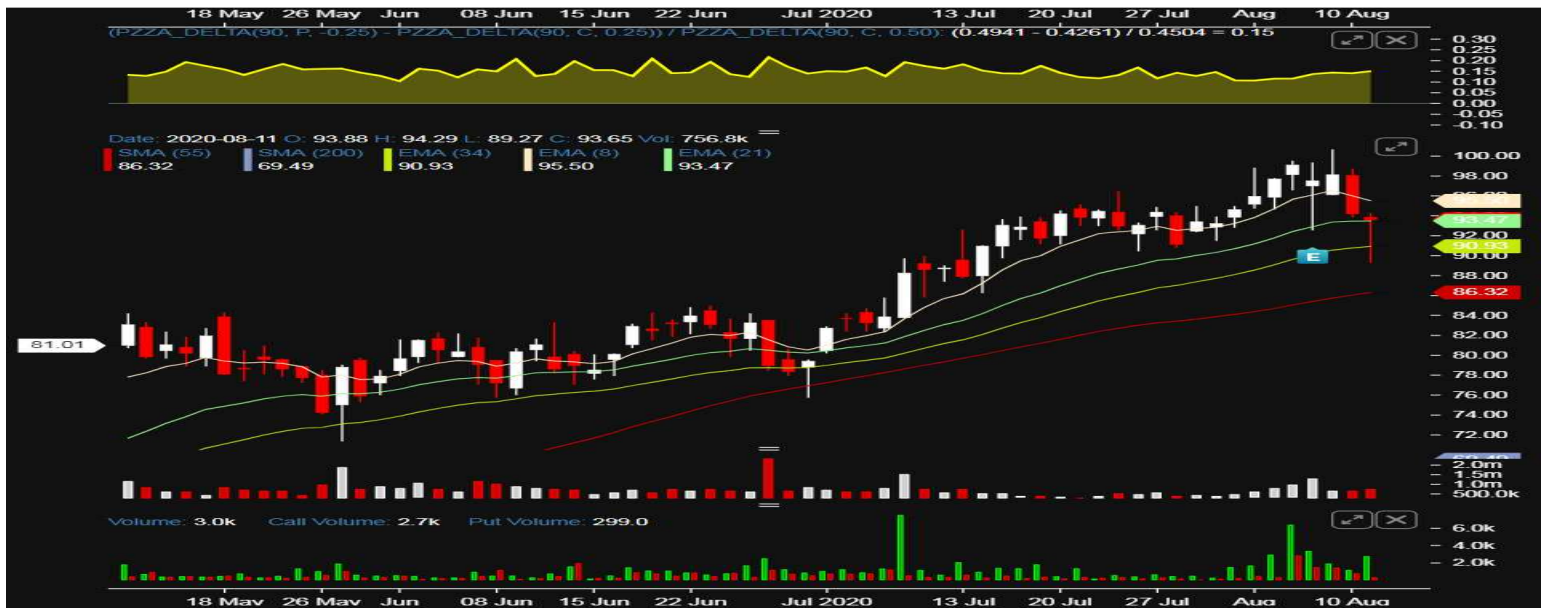 18 May 26 May Jun 08 Jun 15 Jun 22 Jun Jul 2020 13 Jul 20 Jul 27 Jul Aug 10 Aug
(PZZA_DELTA(90, P, -0.25) - PZZA_DELTA(90, C, 0.25)) / PZZA_DELTA(90, C, 0.50): (0.4941 - 0.4261) / 0.4504 = 0.15
0.30
0.25
0.20
0.15
0.10
0.05
0.00
-0.05
-0.10
Date: 2020-08-11 O: 93.88 H: 94.29 L: 89.27 C: 93.65 Vol: 756.8k
SMA (55) SMA (200) EMA (34) EMA (8) EMA (21)
86.32 69.49 90.93 95.50 93.47
100.00
98.00
93.47
92.00
90.93
90.00
E
88.00
86.32
84.00
81.01
82.00
80.00
78.00
76.00
74.00
72.00
2.0m
1.5m
1.0m
500.0k
Volume: 3.0k Call Volume: 2.7k Put Volume: 299.0
6.0k
4.0k
2.0k
18 May 26 May Jun 08 Jun 15 Jun 22 Jun Jul 2020 13 Jul 20 Jul 27 Jul Aug 10 Aug